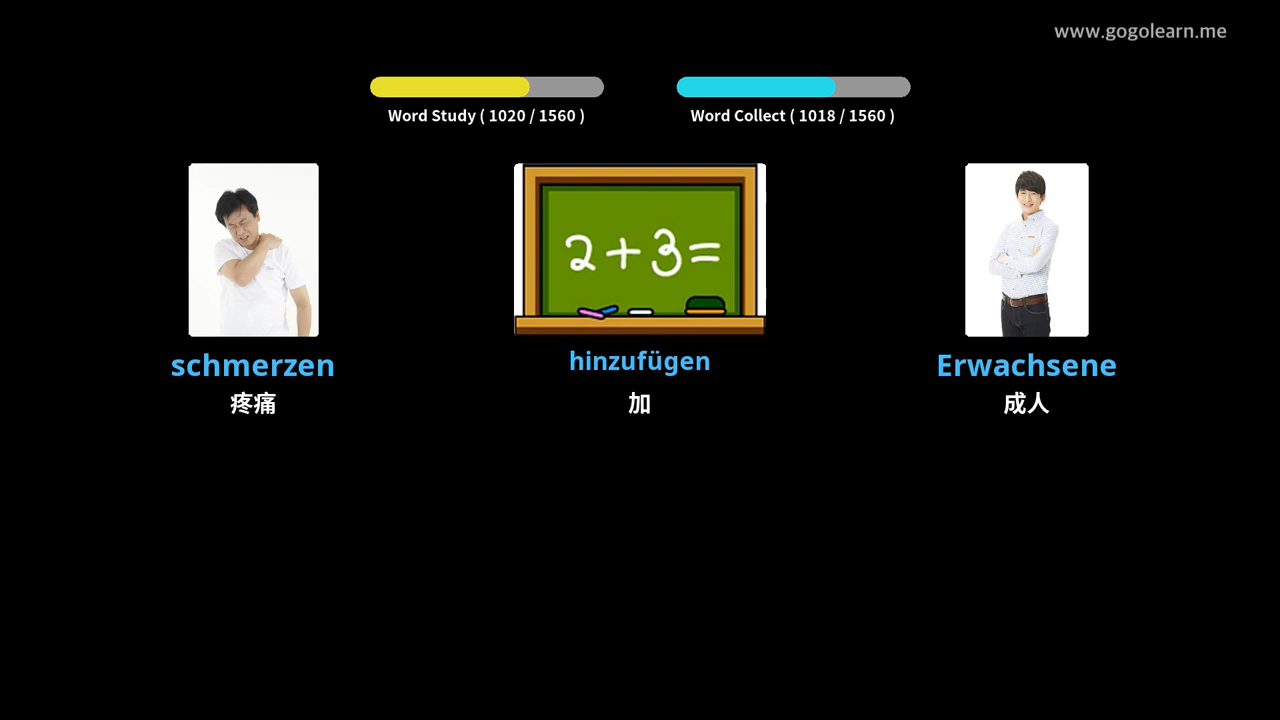 www.gogolearn.me
Word Study ( 1020 / 1560 )
Word Collect ( 1018 / 1560 )
2+3=
schmerzen
hinzufügen
Erwachsene
疼痛
加
成人